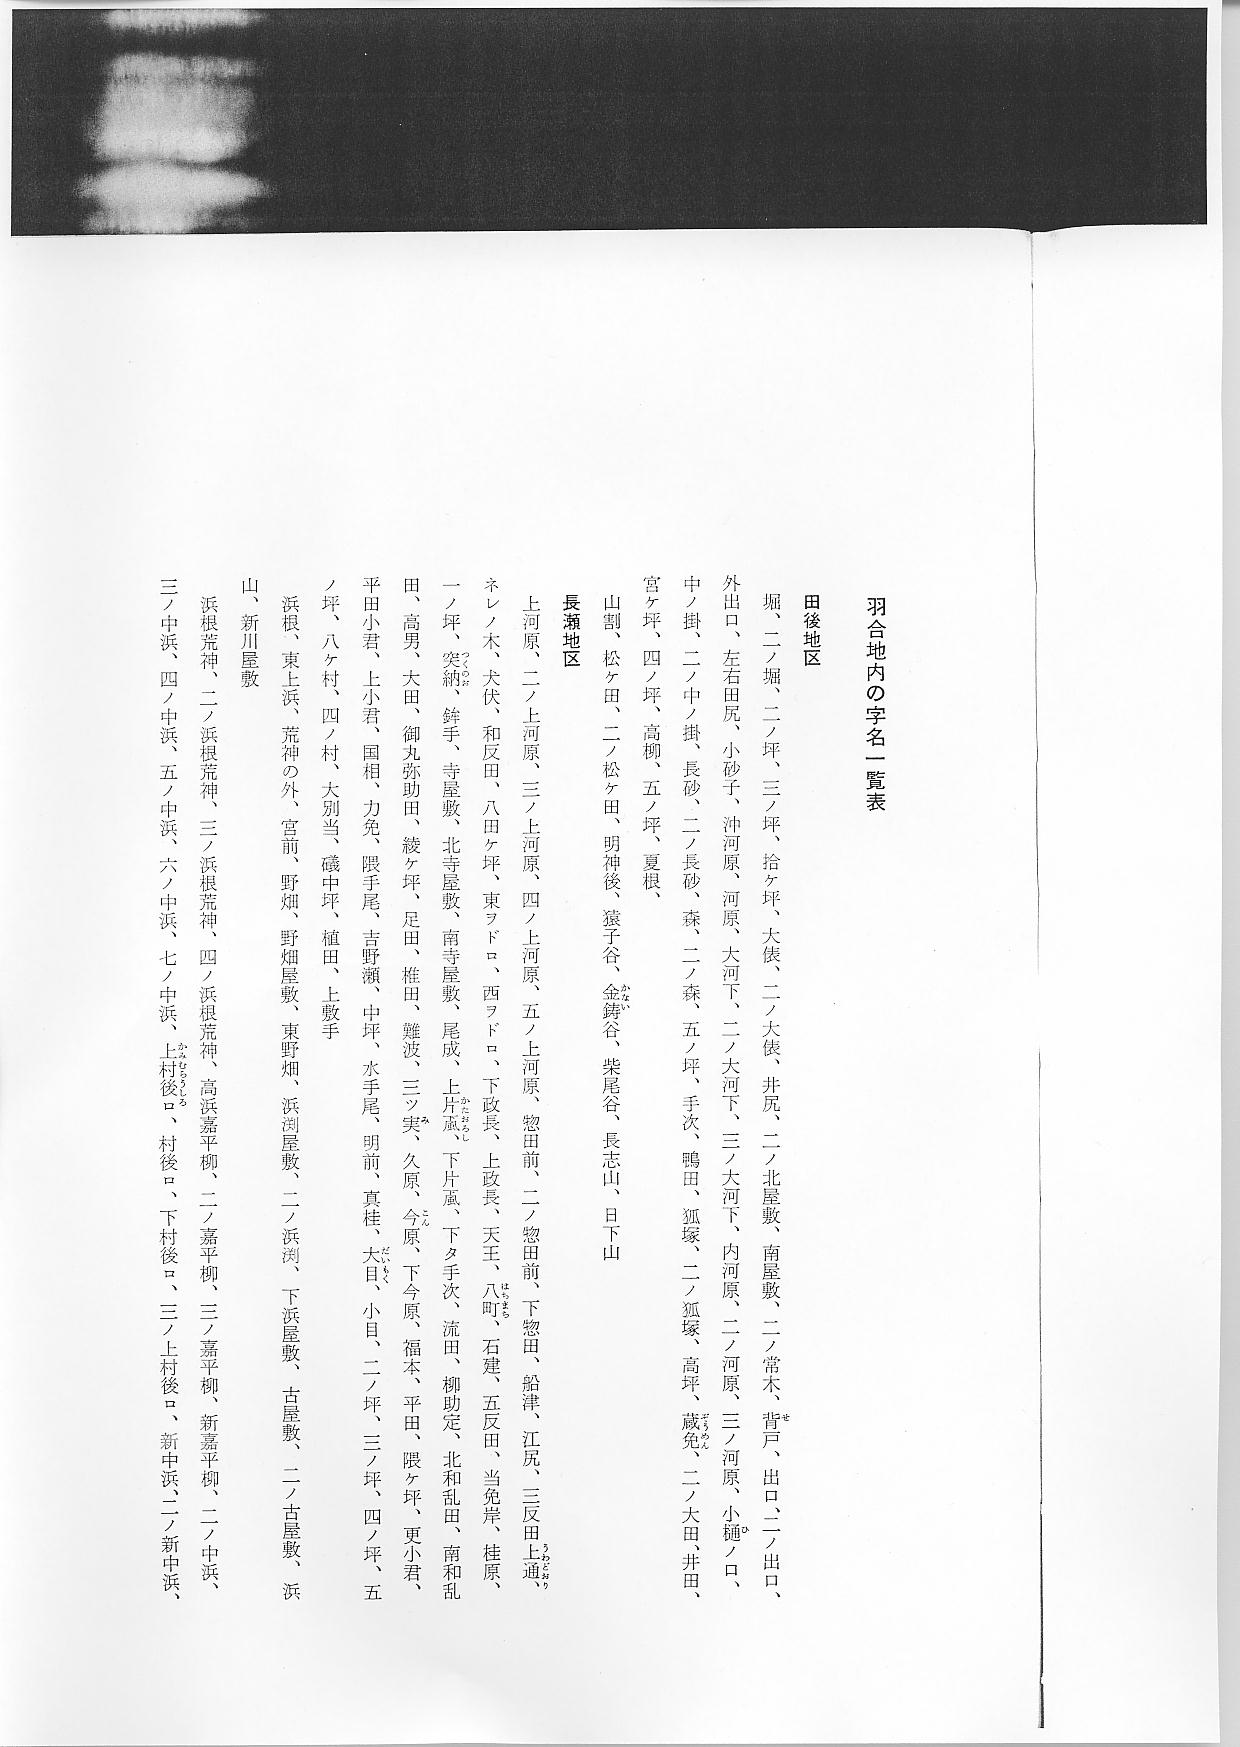 羽合地内の字名一覧表
田後地区
堀、二ノ堀、二ノ坪、三ノ坪、拾ケ坪、大俵、二ノ大俵、井尻、二ノ北屋敷、南屋敷、二ノ常木、背戸、出口、二ノ出口、
外出口、左右田尻、小砂子、沖河原、河原、大河下、二ノ大河下、三ノ大河下、内河原、二ノ河原、三ノ河原、小樋ノ口、
中ノ掛、二ノ中ノ掛、長砂、二ノ長砂、森、二ノ森、五ノ坪、手次、鴨田、狐塚、二ノ狐塚、高坪、蔵免、二ノ大田、井田、
宮ケ坪、四ノ坪、高柳、五ノ坪、夏根、
山割、松ケ田、二ノ松ケ田、明神後、猿子谷、金鋳谷、柴尾谷、長志山、日下山
長瀬地区
上河原、二ノ上河原、三ノ上河原、四ノ上河原、五ノ上河原、惣田前、二ノ惣田前、下惣田、船津、江尻、三反田上通、
ネレノ木、犬伏、和反田、八田ケ坪、東ヲドロ、西ヲドロ、下政長、上政長、天王、八町、石建、五反田、当免岸、桂原、
一ノ坪、突納、鉾手、寺屋敷、北寺屋敷、南寺屋敷、尾成、上片颪、下片颪、下タ手次、流田、柳助定、北和乱田、南和乱
田、高男、大田、御丸弥助田、綾ケ坪、足田、椎田、難波、三ツ実、久原、今原、下今原、福本、平田、隈ケ坪、更小君、
平田小君、上小君、国相、力免、隈手尾、吉野瀬、中坪、水手尾、明前、真桂、大目、小目、二ノ坪、三ノ坪、四ノ坪、五
ノ坪、八ケ村、四ノ村、大別当、礒中坪、植田、上敷手
浜根、東上浜、荒神の外、宮前、野畑、野畑屋敷、東野畑、浜渕屋敷、二ノ浜渕、下浜屋敷、古屋敷、二ノ古屋敷、浜
山、新川屋敷
浜根荒神、二ノ浜根荒神、三ノ浜根荒神、四ノ浜根荒神、高浜嘉平柳、二ノ嘉平柳、三ノ嘉平柳、新嘉平柳、二ノ中浜、
三ノ中浜、四ノ中浜、五ノ中浜、六ノ中浜、七ノ中浜、上村後ロ、村後ロ、下村後ロ、三ノ上村後ロ、新中浜、二ノ新中浜、